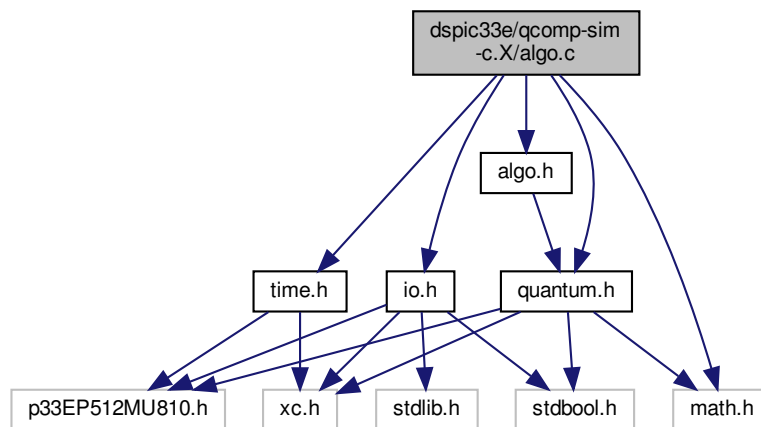 dspic33e/qcomp-sim
-c.X/algo.c
algo.h
time.h
io.h
quantum.h
p33EP512MU810.h
xc.h
stdlib.h
stdbool.h
math.h